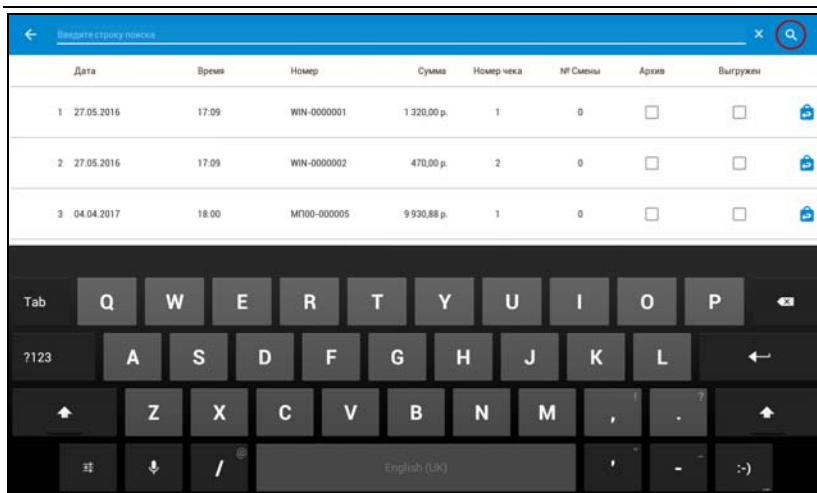 Введите строку поиска
Дата Время Номер Сумма Номер чека № Смены Архив Выгружен
1 27.05.2016 17:09 WIN-0000001 1 320,00 р. 1 0
2 27.05.2016 17:09 WIN-0000002 470,00 р. 2 0
3 04.04.2017 18:00 МП00-000005 9 930,88 р. 1 0
Tab Q W E R T Y U I O P
?123 A S D F G H J K L
Z X C V B N M , ! . ?
/ @ English (UK) ' " - _ :-)